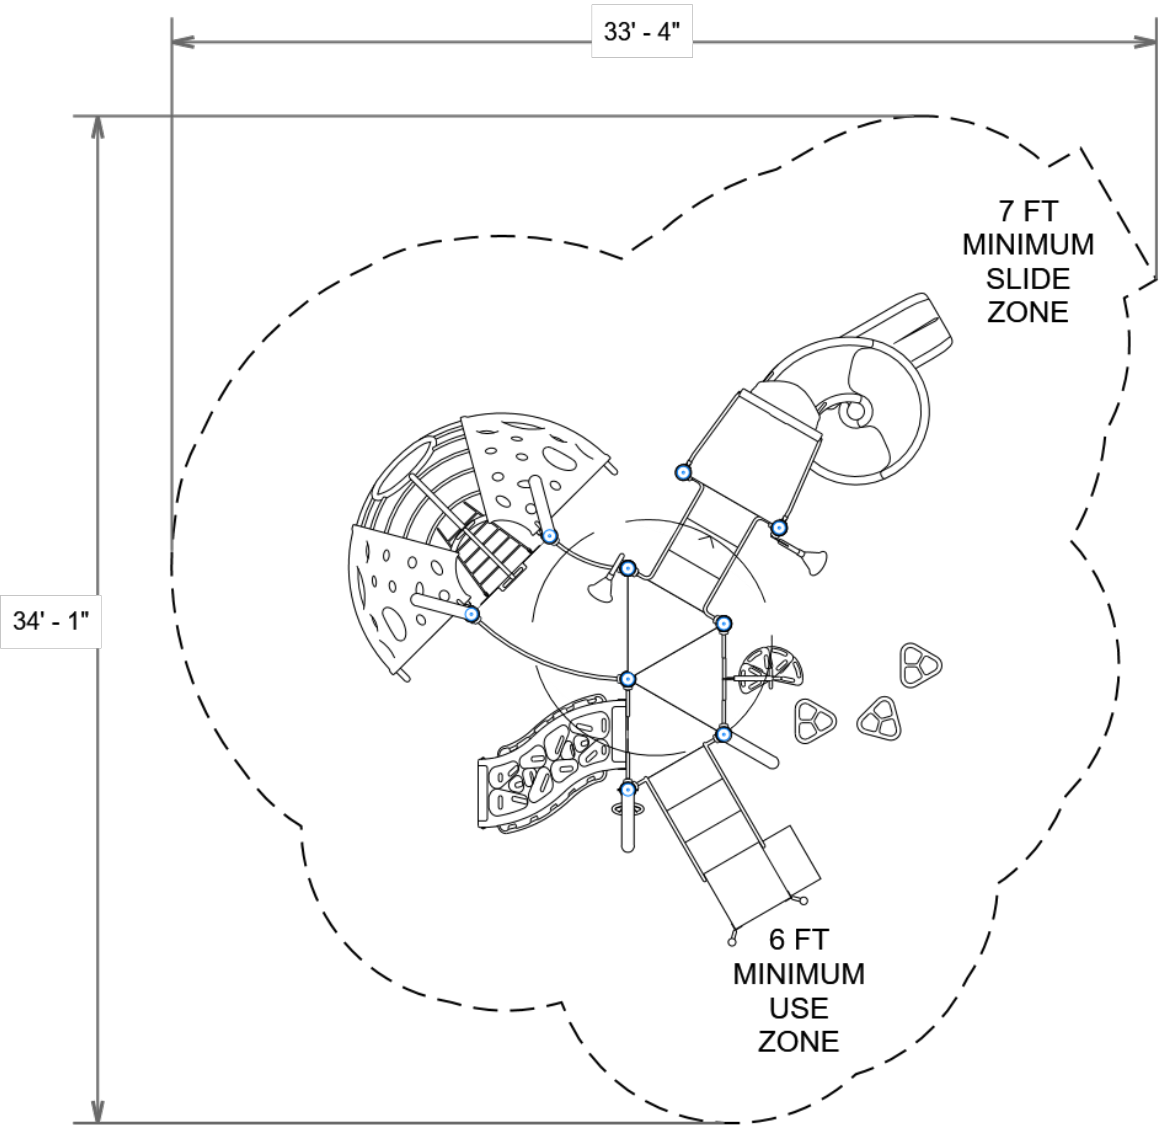 33' - 4"
7 FT
MINIMUM
SLIDE
ZONE
34' - 1"
6 FT
MINIMUM
USE
ZONE